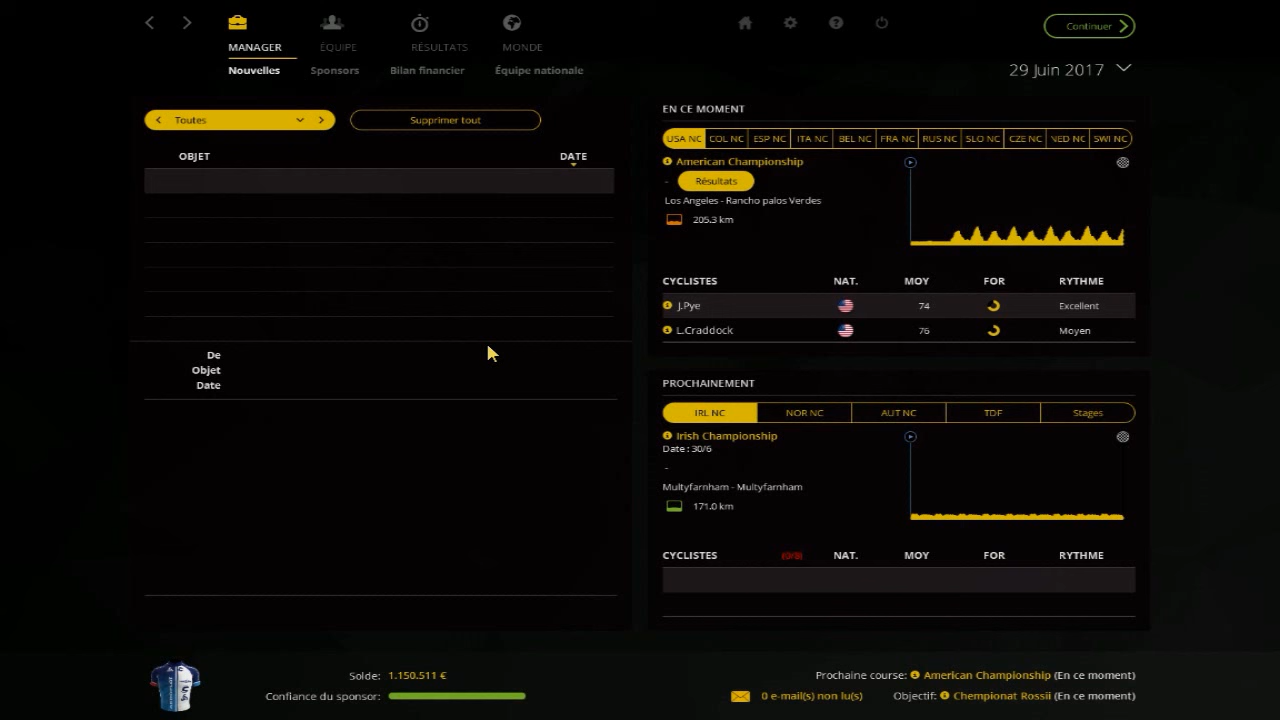 MANAGER ÉQUIPE RÉSULTATS MONDE
Nouvelles Sponsors Bilan financier Équipe nationale
Continuer
29 Juin 2017
Toutes
Supprimer tout
OBJET DATE
De
Objet
Date
EN CE MOMENT
USA NC COL NC ESP NC ITA NC BEL NC FRA NC RUS NC SLO NC CZE NC NED NC SWI NC
American Championship
- Résultats
Los Angeles - Rancho palos Verdes
205.3 km
CYCLISTES NAT. MOY FOR RYTHME
J.Pye 74 Excellent
L.Craddock 76 Moyen
PROCHAINEMENT
IRL NC NOR NC AUT NC TDF Stages
Irish Championship
Date : 30/6
-
Multyfarnham - Multyfarnham
171.0 km
CYCLISTES (0/8) NAT. MOY FOR RYTHME
Solde: 1.150.511 €
Confiance du sponsor:
Prochaine course: American Championship (En ce moment)
0 e-mail(s) non lu(s) Objectif: Chempionat Rossii (En ce moment)